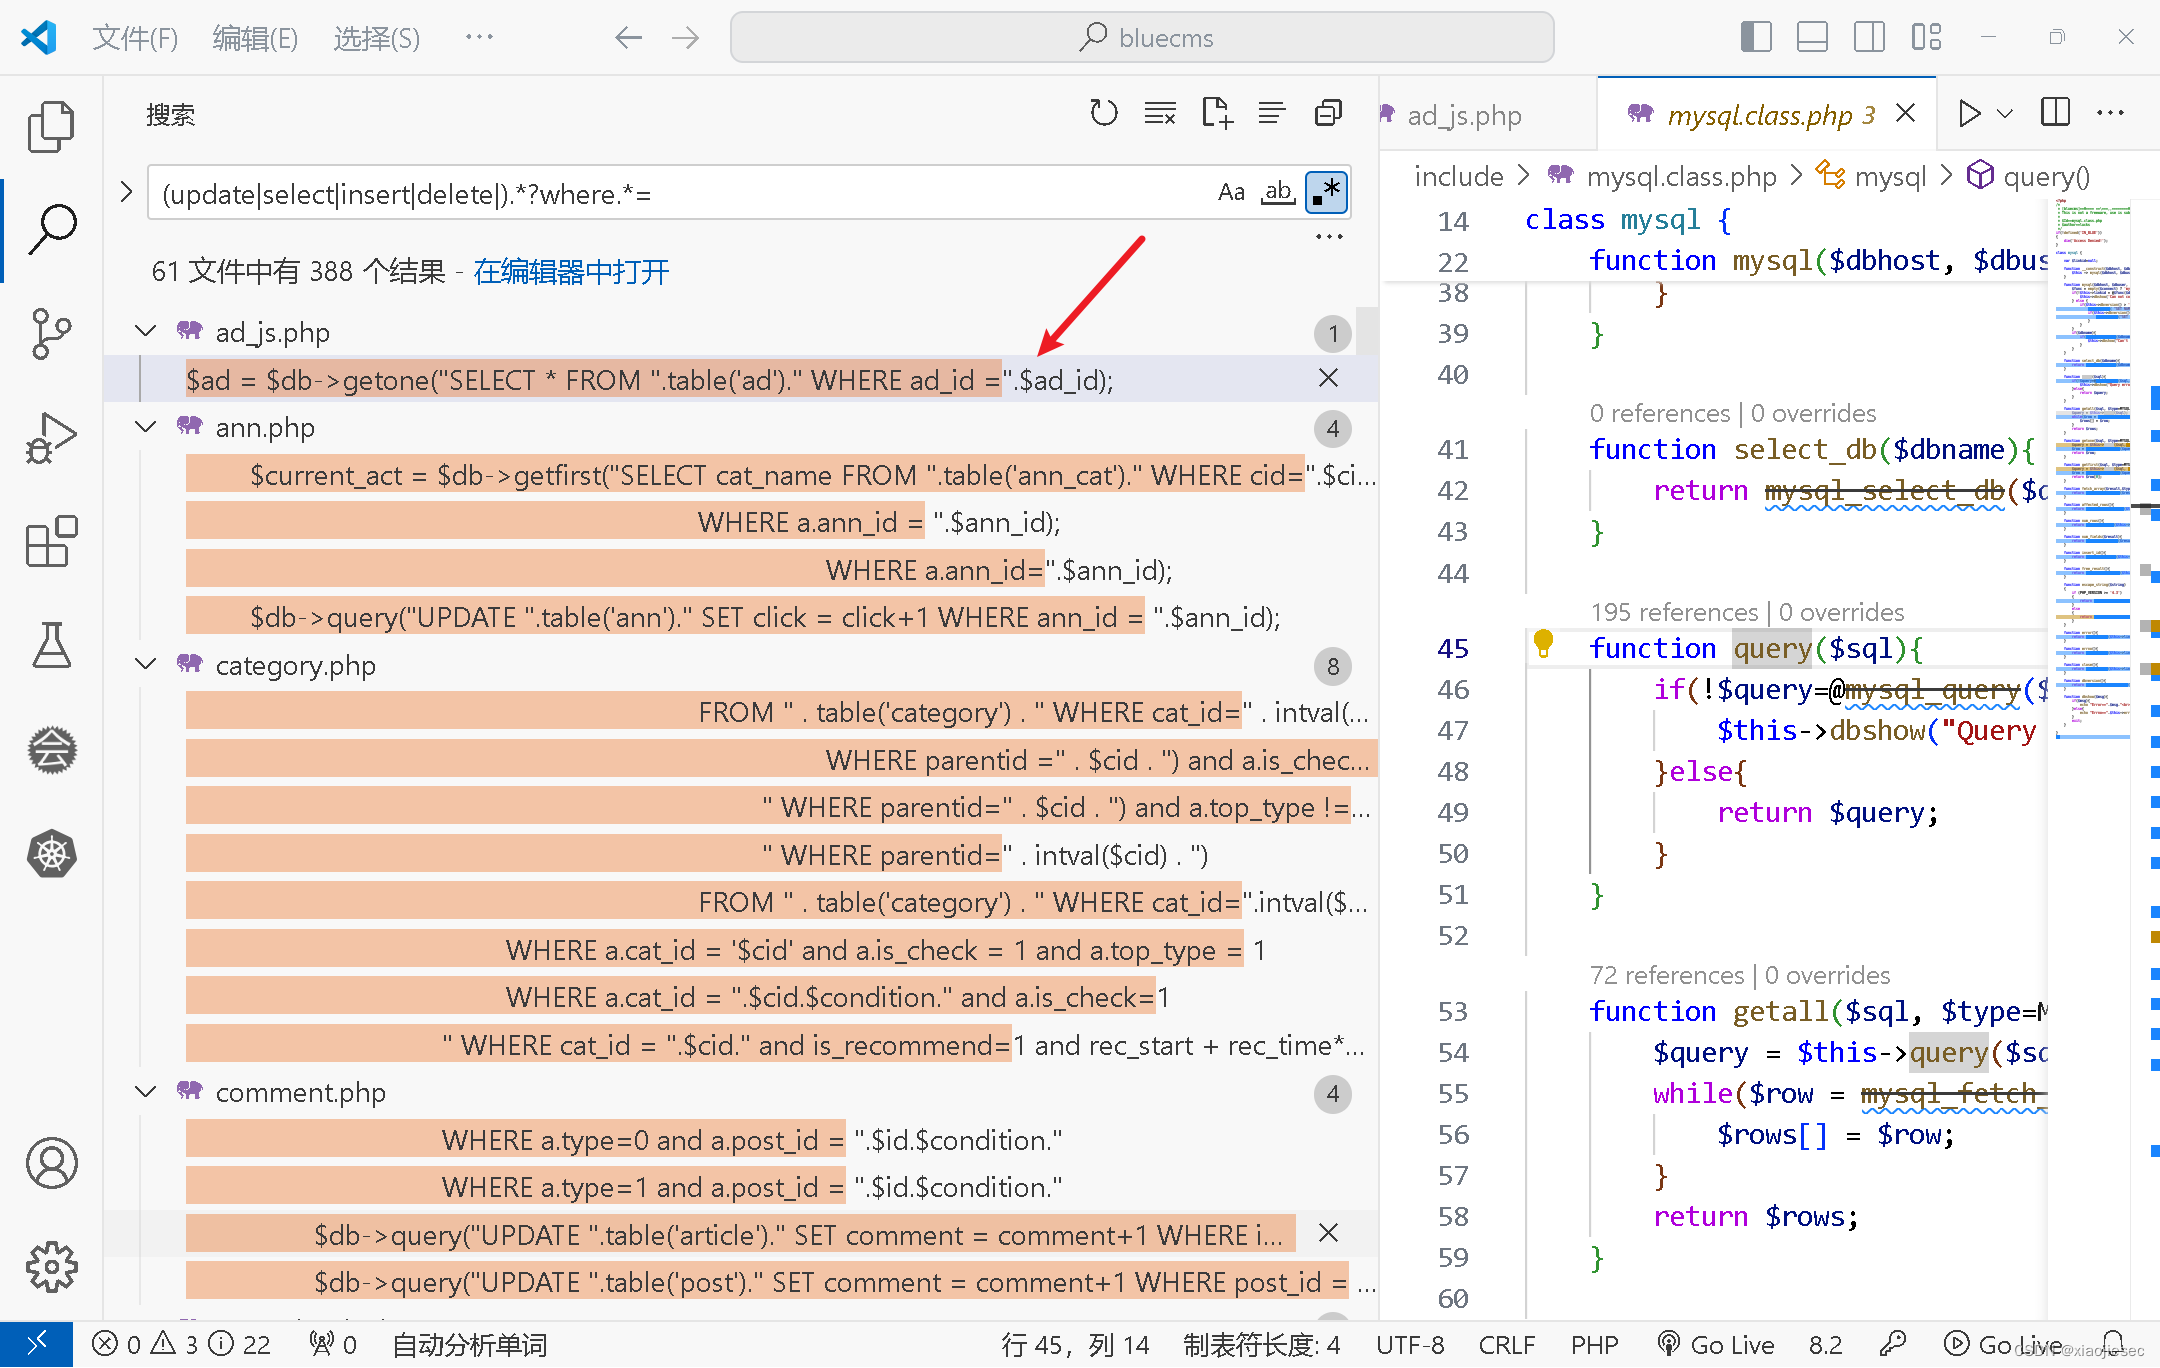 文件(F) 编辑(E) 选择(S) ··· bluecms
搜索
(update|select|insert|delete|).*?where.*=
Aa ab .*
···
61 文件中有 388 个结果 - 在编辑器中打开
ad_js.php 1
$ad = $db->getone("SELECT * FROM ".table('ad')." WHERE ad_id =".$ad_id);
ann.php 4
$current_act = $db->getfirst("SELECT cat_name FROM ".table('ann_cat')." WHERE cid=".$ci...
WHERE a.ann_id = ".$ann_id);
WHERE a.ann_id=".$ann_id);
$db->query("UPDATE ".table('ann')." SET click = click+1 WHERE ann_id = ".$ann_id);
category.php 8
FROM " . table('category') . " WHERE cat_id=" . intval(...
WHERE parentid =" . $cid . ") and a.is_chec...
" WHERE parentid=" . $cid . ") and a.top_type !=...
" WHERE parentid=" . intval($cid) . ")
FROM " . table('category') . " WHERE cat_id=".intval($...
WHERE a.cat_id = '$cid' and a.is_check = 1 and a.top_type = 1
WHERE a.cat_id = ".$cid.$condition." and a.is_check=1
" WHERE cat_id = ".$cid." and is_recommend=1 and rec_start + rec_time*...
comment.php 4
WHERE a.type=0 and a.post_id = ".$id.$condition."
WHERE a.type=1 and a.post_id = ".$id.$condition."
$db->query("UPDATE ".table('article')." SET comment = comment+1 WHERE i...
$db->query("UPDATE ".table('post')." SET comment = comment+1 WHERE post_id = ...
ad_js.php mysql.class.php 3
include > mysql.class.php > mysql > query()
14 class mysql {
22 function mysql($dbhost, $dbus
38 }
39 }
40
0 references | 0 overrides
41 function select_db($dbname){
42 return mysql_select_db($d
43 }
44
195 references | 0 overrides
45 function query($sql){
46 if(!$query=@mysql_query($
47 $this->dbshow("Query
48 }else{
49 return $query;
50 }
51 }
52
72 references | 0 overrides
53 function getall($sql, $type=M
54 $query = $this->query($sq
55 while($row = mysql_fetch_
56 $rows[] = $row;
57 }
58 return $rows;
59 }
60
0 3 22 0 自动分析单词 行 45，列 14 制表符长度: 4 UTF-8 CRLF PHP Go Live 8.2 Go Live
CSDN @xiaojiesec